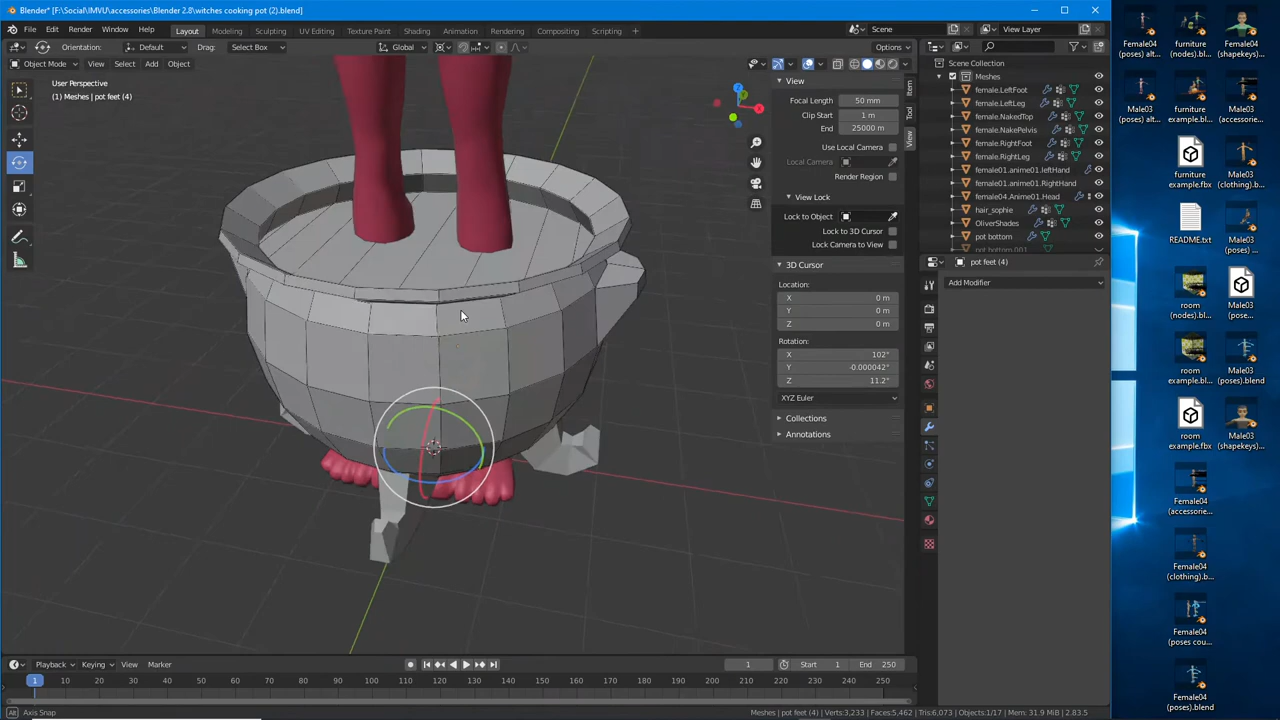 Blender* [F:\Social\IMVU\accessories\Blender 2.8\witches cooking pot (2).blend]
File Edit Render Window Help Layout Modeling Sculpting UV Editing Texture Paint Shading Animation Rendering Compositing Scripting + Scene View Layer
Orientation: Default Drag: Select Box Global Options
Object Mode View Select Add Object
User Perspective
(1) Meshes | pot feet (4)
View
Focal Length 50 mm
Clip Start 1 m
End 25000 m
Use Local Camera
Local Camera
Render Region
View Lock
Lock to Object
Lock to 3D Cursor
Lock Camera to View
3D Cursor
Location:
X 0 m
Y 0 m
Z 0 m
Rotation:
X 102°
Y -0.000042°
Z 11.2°
XYZ Euler
Collections
Annotations
Item
Tool
View
Scene Collection
Meshes
female.LeftFoot
female.LeftLeg
female.NakedTop
female.NakePelvis
female.RightFoot
female.RightLeg
female01.anime01.leftHand
female01.anime01.RightHand
female04.Anime01.Head
hair_sophie
OliverShades
pot bottom
pot bottom.001
pot feet (4)
Add Modifier
Playback Keying View Marker 1 Start 1 End 250
1 10 20 30 40 50 60 70 80 90 100 110 120 130 140 150 160 170 180 190 200 210 220 230 240 250
Axis Snap
Meshes | pot feet (4) | Verts:3,233 | Faces:5,462 | Tris:6,073 | Objects:1/17 | Mem: 31.9 MiB | 2.83.5
Female04
(poses) alt...
furniture
(nodes).bl...
Female04
(shapekeys)...
Male03
(poses) alt...
furniture
example.bl...
Male03
(accessorie...
furniture
example.fbx
Male03
(clothing).b...
README.txt
Male03
(poses) ...
room
(nodes).ble...
Male03
(pose...
room
example.ble...
Male03
(poses).blend
room
example.fbx
Male03
(shapekeys)...
Female04
(accessorie...
Female04
(clothing).b...
Female04
(poses cou...
Female04
(poses).blend